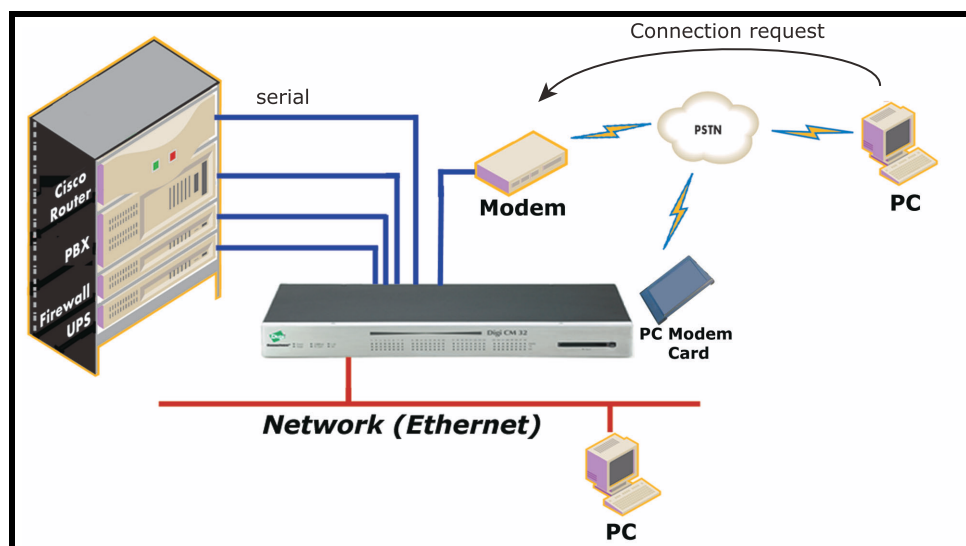 Connection request
serial
PSTN
Cisco
Router
Modem
PC
PBX
Firewall
UPS
Digi CM 32
PC Modem
Card
Network (Ethernet)
PC